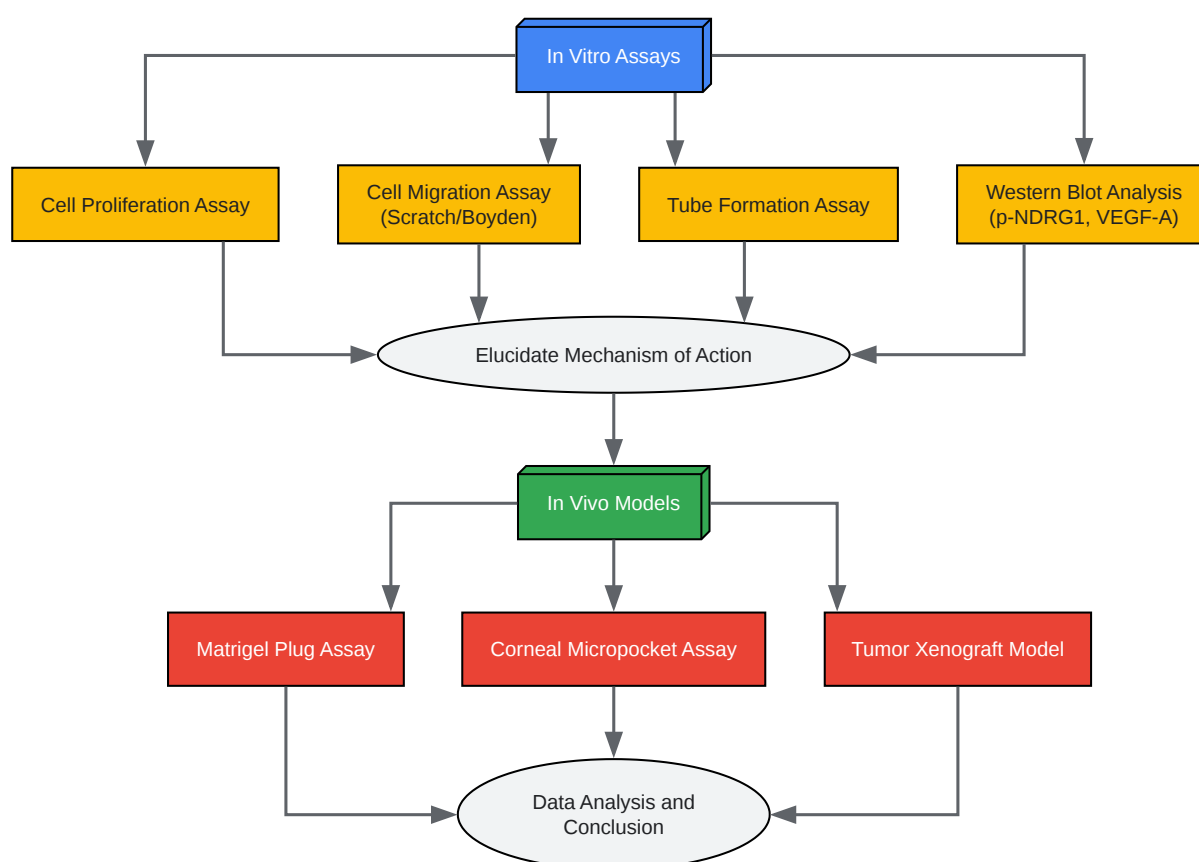 In Vitro Assays
Cell Proliferation Assay
Cell Migration Assay
(Scratch/Boyden)
Tube Formation Assay
Western Blot Analysis
(p-NDRG1, VEGF-A)
Elucidate Mechanism of Action
In Vivo Models
Matrigel Plug Assay
Corneal Micropocket Assay
Tumor Xenograft Model
Data Analysis and
Conclusion